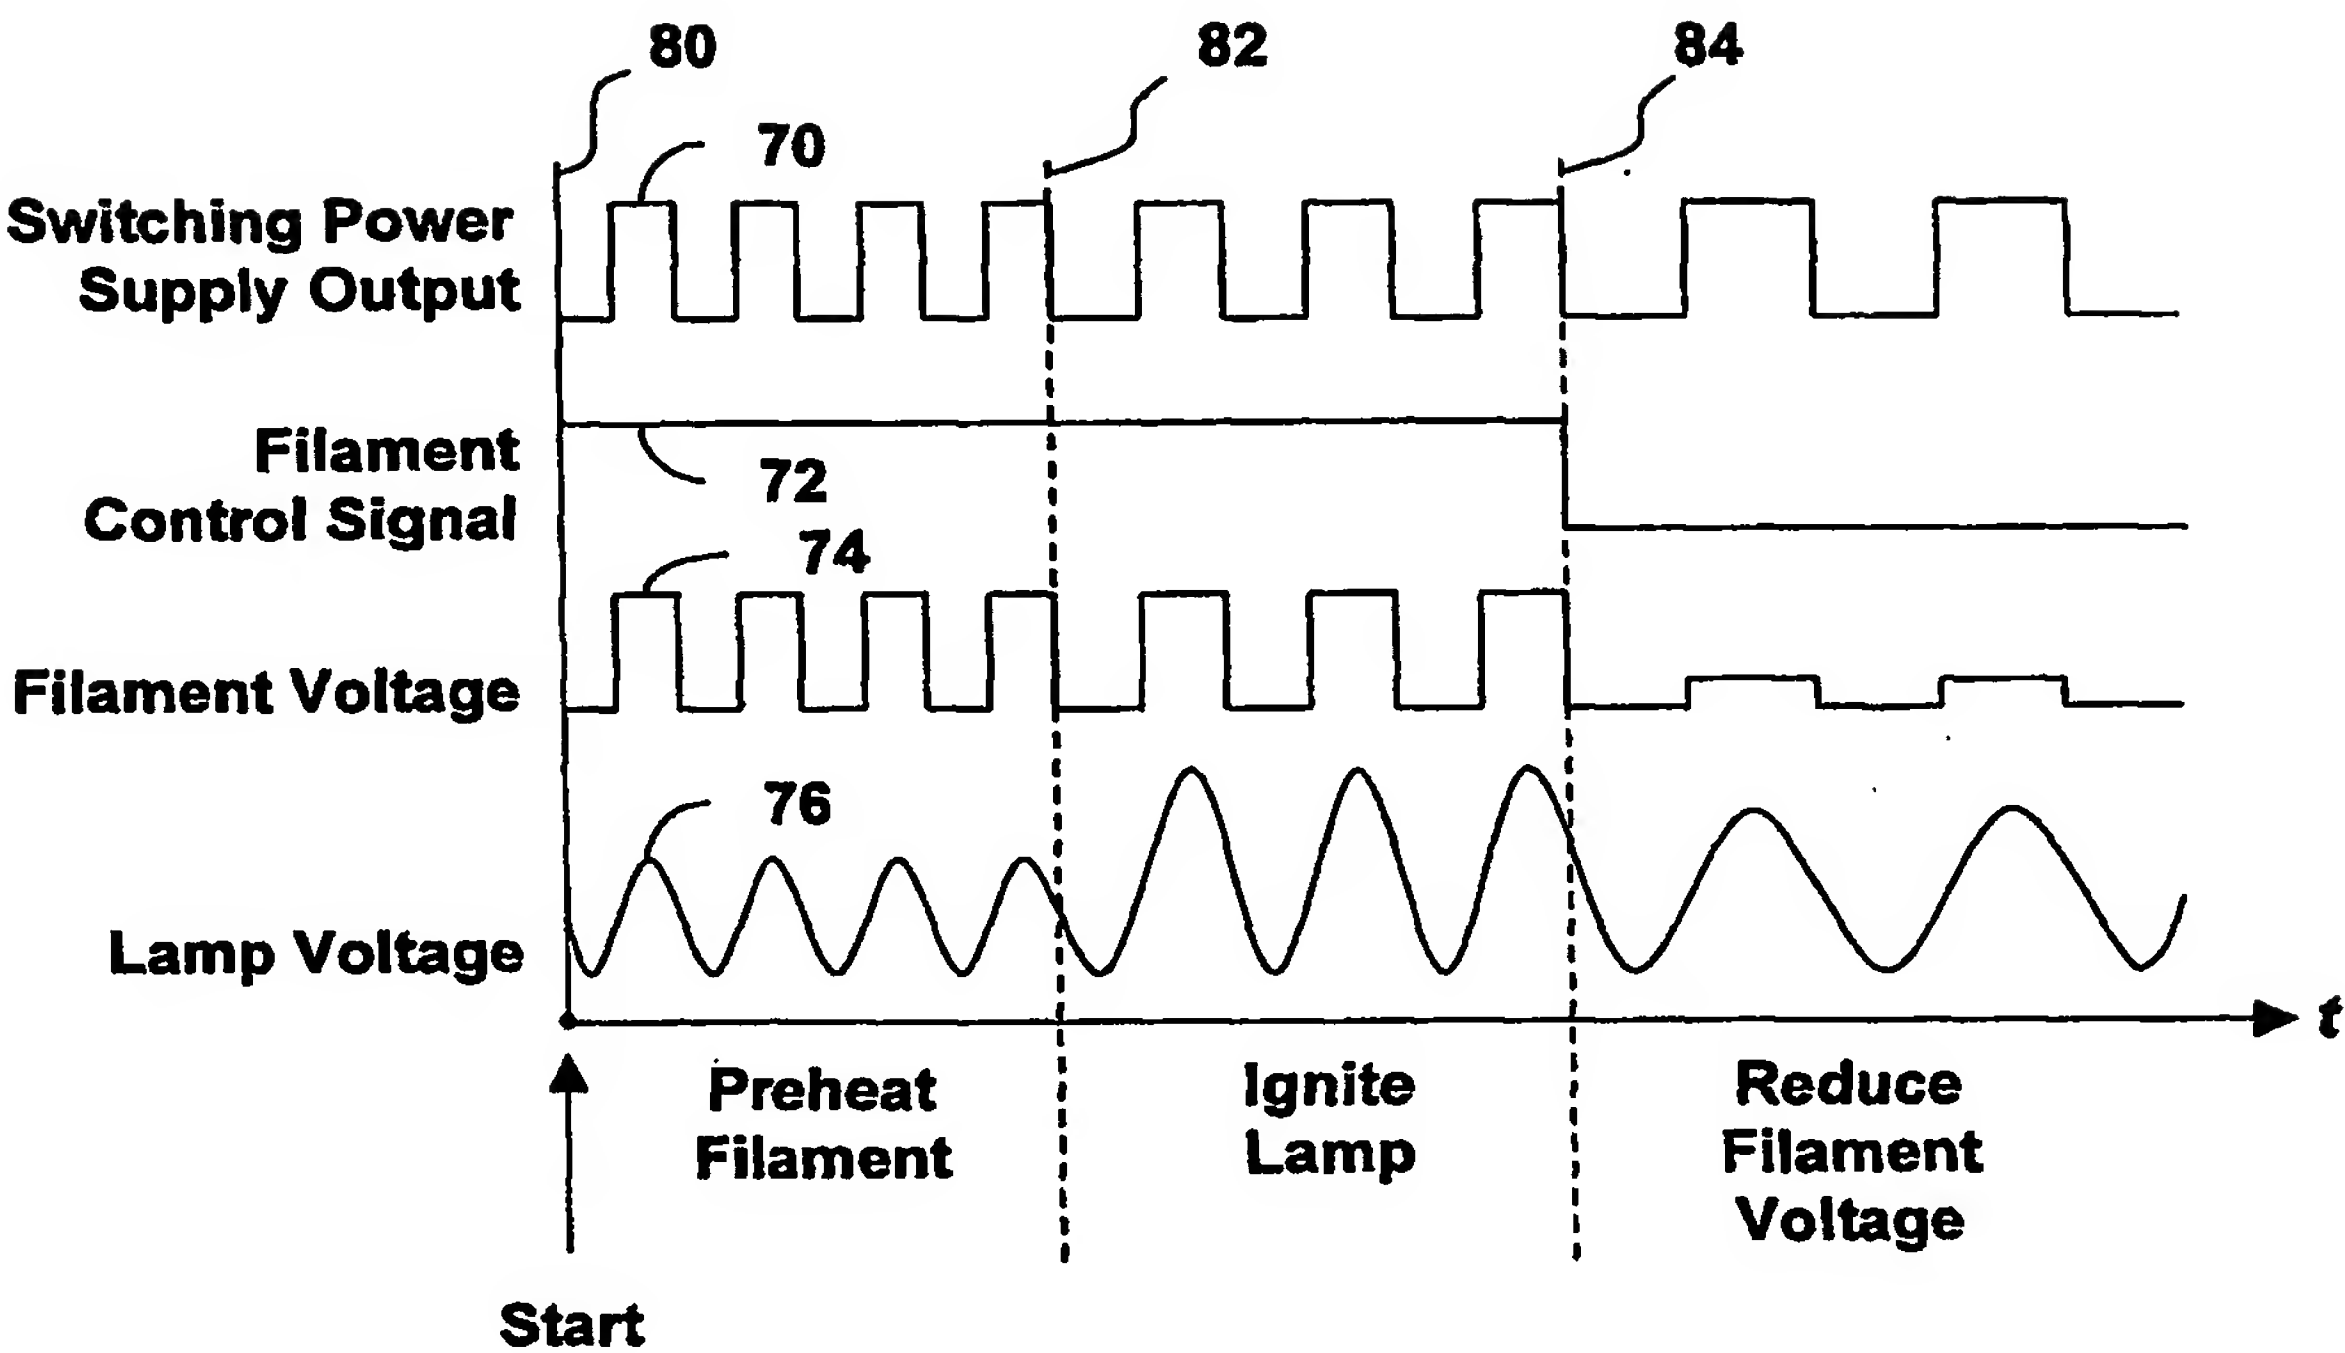 80
82
84
70
Switching Power
Supply Output
Filament
Control Signal
72
74
Filament Voltage
76
Lamp Voltage
t
Preheat
Filament
Ignite
Lamp
Reduce
Filament
Voltage
Start